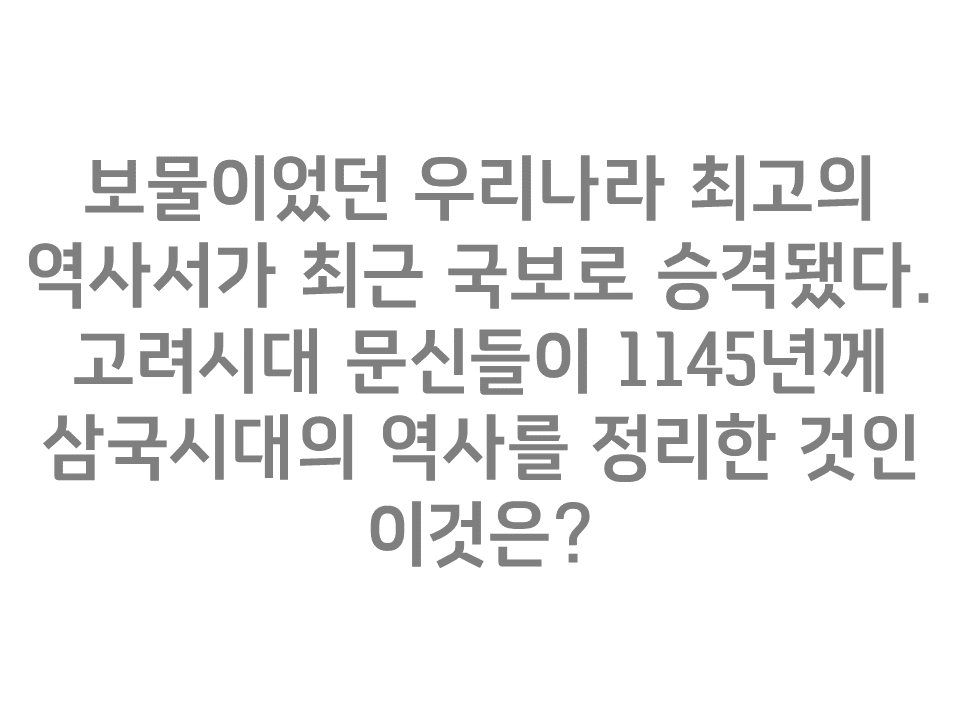 보물이었던 우리나라 최고의
역사서가 최근 국보로 승격됐다.
고려시대 문신들이 1145년께
삼국시대의 역사를 정리한 것인
이것은?